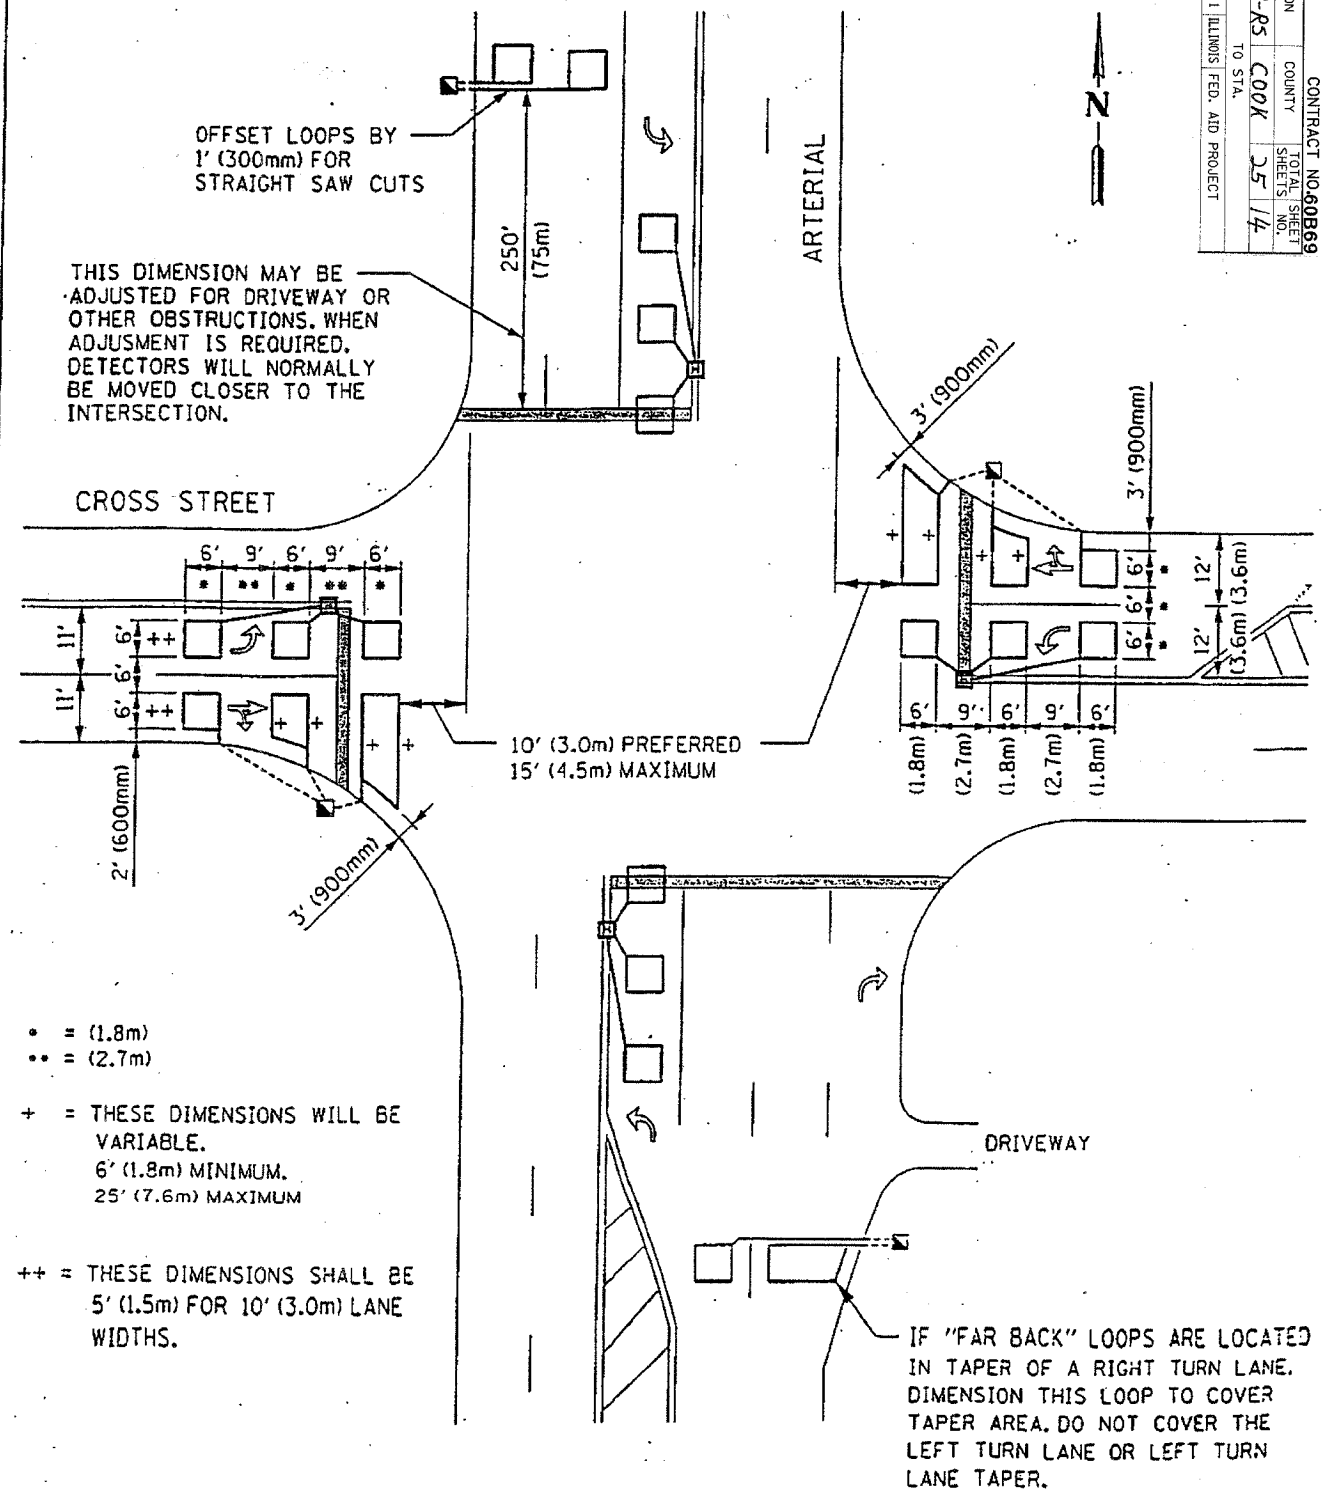 CONTRACT NO. 60B69
ON COUNTY TOTAL SHEETS SHEET NO.
-RS COOK 25 14
TO STA.
1 ILLINOIS FED. AID PROJECT
N
ARTERIAL
OFFSET LOOPS BY
1' (300mm) FOR
STRAIGHT SAW CUTS
250'
(75m)
THIS DIMENSION MAY BE
ADJUSTED FOR DRIVEWAY OR
OTHER OBSTRUCTIONS. WHEN
ADJUSMENT IS REQUIRED.
DETECTORS WILL NORMALLY
BE MOVED CLOSER TO THE
INTERSECTION.
3' (900mm)
3' (900mm)
CROSS STREET
6' 9' 6' 9' 6'
* ** * ** *
11' 6' ++
6'
11' 6' ++
2' (600mm)
3' (900mm)
+ +
+ +
+ +
+ +
H
H
H
H
6' *
6' *
6' *
12' (3.6m)
12' (3.6m)
6' 9' 6' 9' 6'
(1.8m) (2.7m) (1.8m) (2.7m) (1.8m)
10' (3.0m) PREFERRED
15' (4.5m) MAXIMUM
* = (1.8m)
** = (2.7m)
+ = THESE DIMENSIONS WILL BE
VARIABLE.
6' (1.8m) MINIMUM.
25' (7.6m) MAXIMUM
++ = THESE DIMENSIONS SHALL BE
5' (1.5m) FOR 10' (3.0m) LANE
WIDTHS.
DRIVEWAY
IF "FAR BACK" LOOPS ARE LOCATED
IN TAPER OF A RIGHT TURN LANE.
DIMENSION THIS LOOP TO COVER
TAPER AREA. DO NOT COVER THE
LEFT TURN LANE OR LEFT TURN
LANE TAPER.